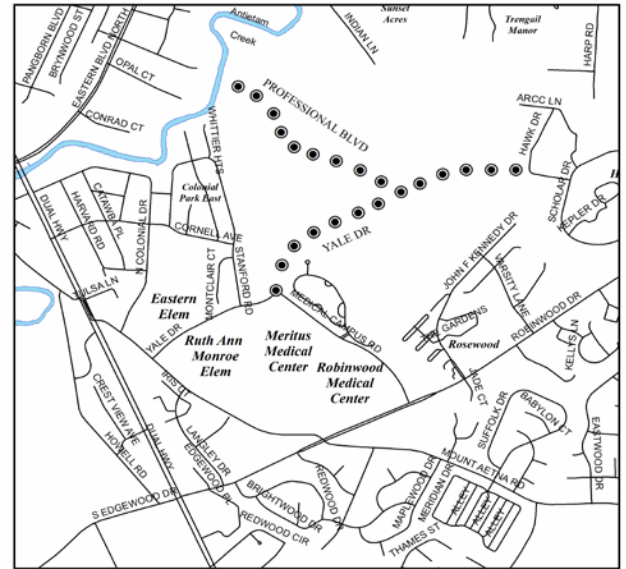 Antietam
Creek
Sunset
Acres
Trengail
Manor
INDIAN LN
HARP RD
PANGBORN BLVD
BRYNWOOD ST
EASTERN BLVD NORTH
OPAL CT
CONRAD CT
PROFESSIONAL BLVD
ARCC LN
HAWK DR
SCHOLAR DR
KEPLER DR
H
WHITTIER HTS
Colonial
Park East
DUAL HWY
HARVARD RD
CATAWBA PL
N COLONIAL DR
CORNELL AVE
STANFORD RD
MONTCLAIR CT
YALE DR
TULSA LN
Eastern
Elem
YALE DR
Ruth Ann
Monroe
Elem
Meritus
Medical
Center
MEDICAL CAMPUS RD
Robinwood
Medical
Center
JOHN F KENNEDY DR
VARSITY LANE
ROBINWOOD DR
GARDENS
Rosewood
KELLYS LN
JADE CT
IRIS CT
CREST VIEW AVE
HOWELL RD
DUAL HWY
LANGLEY DR
EDGEWOOD PL
S EDGEWOOD DR
BRIGHTWOOD DR
REDWOOD DR
REDWOOD CIR
SUFFOLK DR
BABYLON CT
EASTWOOD DR
MOUNT AETNA RD
MAPLEWOOD DR
MERIDIAN DR
ALLEY
ALLEY
ALLEY
THAMES ST